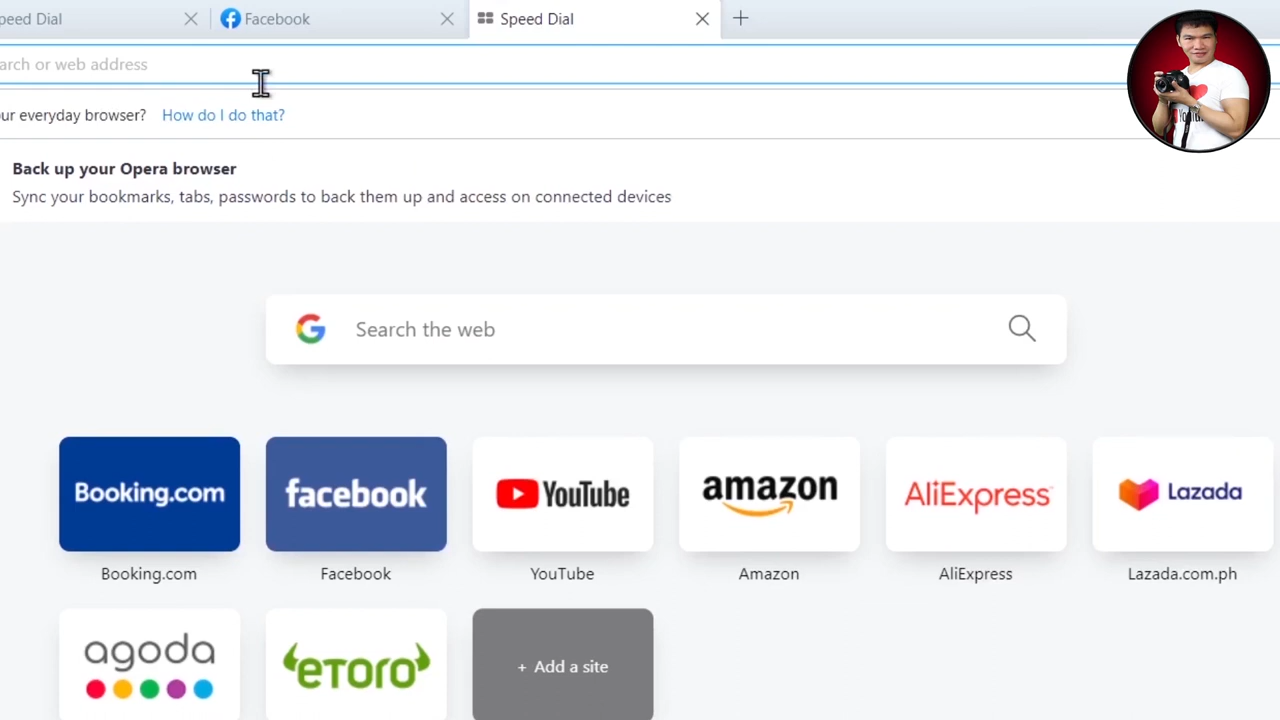 peed Dial
Facebook
Speed Dial
arch or web address
ur everyday browser? How do I do that?
Back up your Opera browser
Sync your bookmarks, tabs, passwords to back them up and access on connected devices
Search the web
Booking.com
facebook
YouTube
amazon
AliExpress
Lazada
Booking.com
Facebook
YouTube
Amazon
AliExpress
Lazada.com.ph
agoda
etoro
+ Add a site